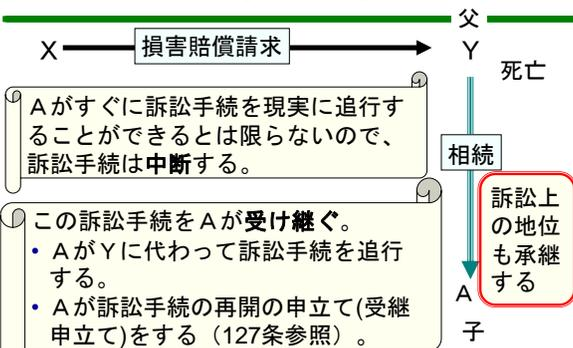 父
X 損害賠償請求 Y
死亡
Aがすぐに訴訟手続を現実に追行す
ることができるとは限らないので、
訴訟手続は中断する。
相続
訴訟上
の地位
も承継
する
この訴訟手続をAが受け継ぐ。
• AがYに代わって訴訟手続を追行
する。
• Aが訴訟手続の再開の申立て(受継
申立て)をする（127条参照）。
A
子